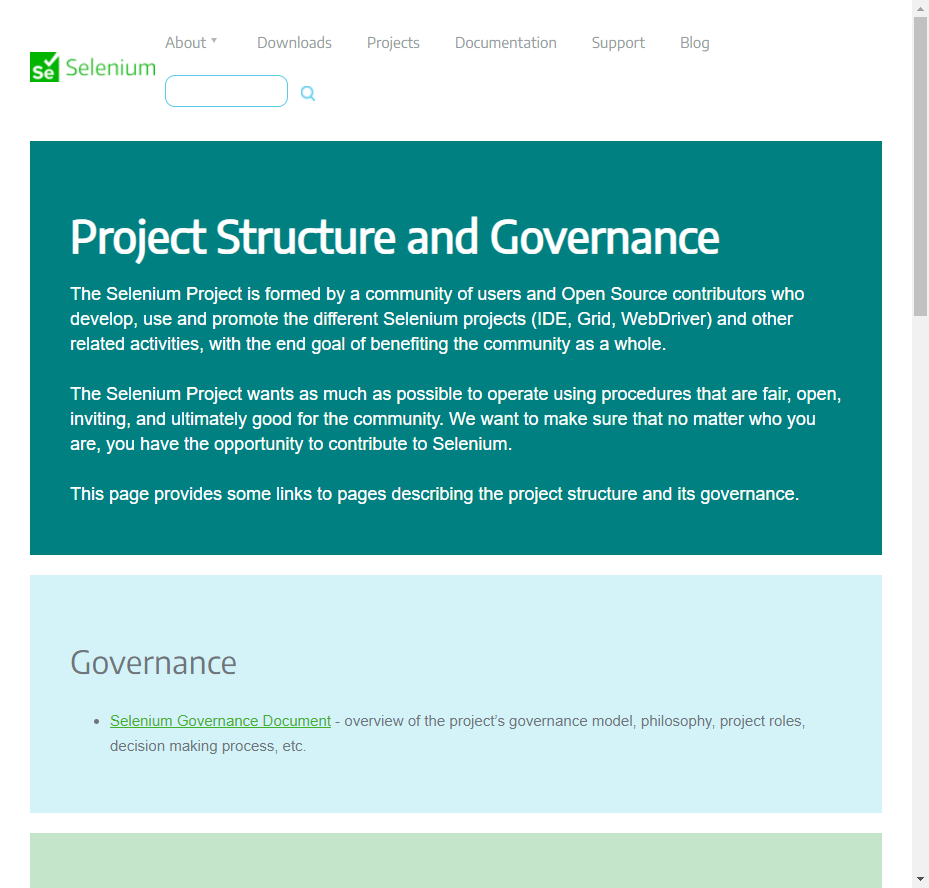 About
Downloads
Projects
Documentation
Support
Blog
Se Selenium
Project Structure and Governance
The Selenium Project is formed by a community of users and Open Source contributors who
develop, use and promote the different Selenium projects (IDE, Grid, WebDriver) and other
related activities, with the end goal of benefiting the community as a whole.
The Selenium Project wants as much as possible to operate using procedures that are fair, open,
inviting, and ultimately good for the community. We want to make sure that no matter who you
are, you have the opportunity to contribute to Selenium.
This page provides some links to pages describing the project structure and its governance.
Governance
• Selenium Governance Document - overview of the project's governance model, philosophy, project roles,
decision making process, etc.